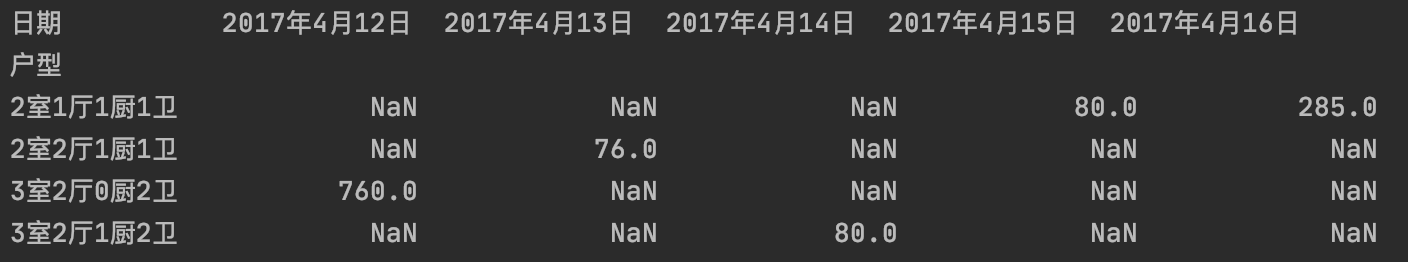 日期 2017年4月12日 2017年4月13日 2017年4月14日 2017年4月15日 2017年4月16日
户型
2室1厅1厨1卫 NaN NaN NaN 80.0 285.0
2室2厅1厨1卫 NaN 76.0 NaN NaN NaN
3室2厅0厨2卫 760.0 NaN NaN NaN NaN
3室2厅1厨2卫 NaN NaN 80.0 NaN NaN